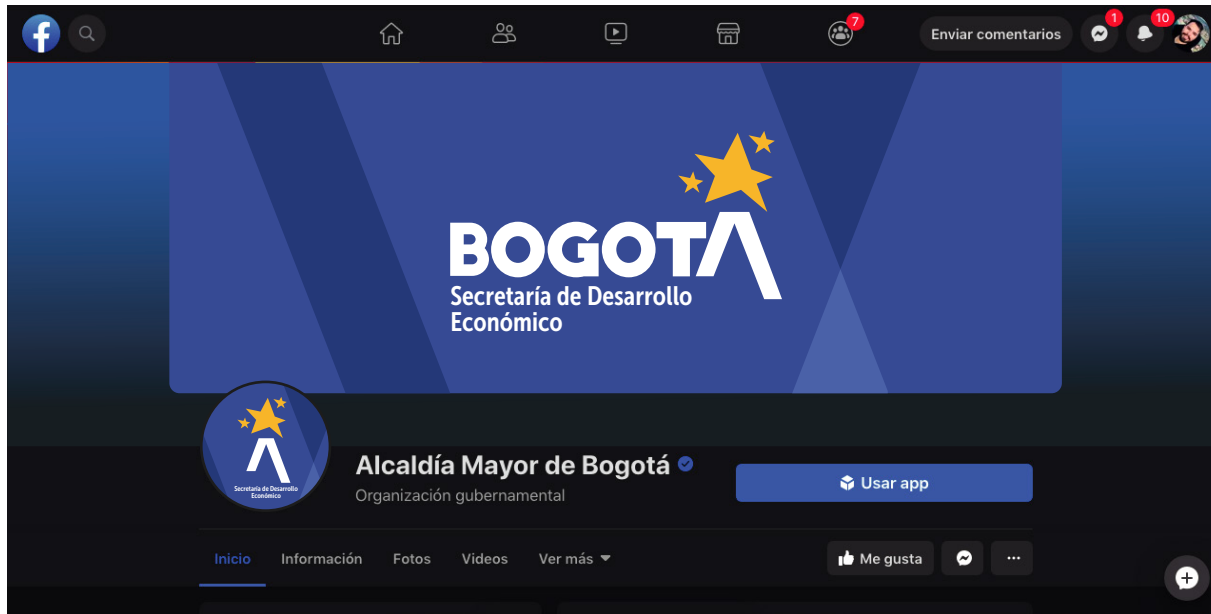 Enviar comentarios
1
10
7
BOGOTÁ
Secretaría de Desarrollo
Económico
Secretaría de Desarrollo
Económico
Alcaldía Mayor de Bogotá
Organización gubernamental
Usar app
Inicio Información Fotos Videos Ver más
Me gusta